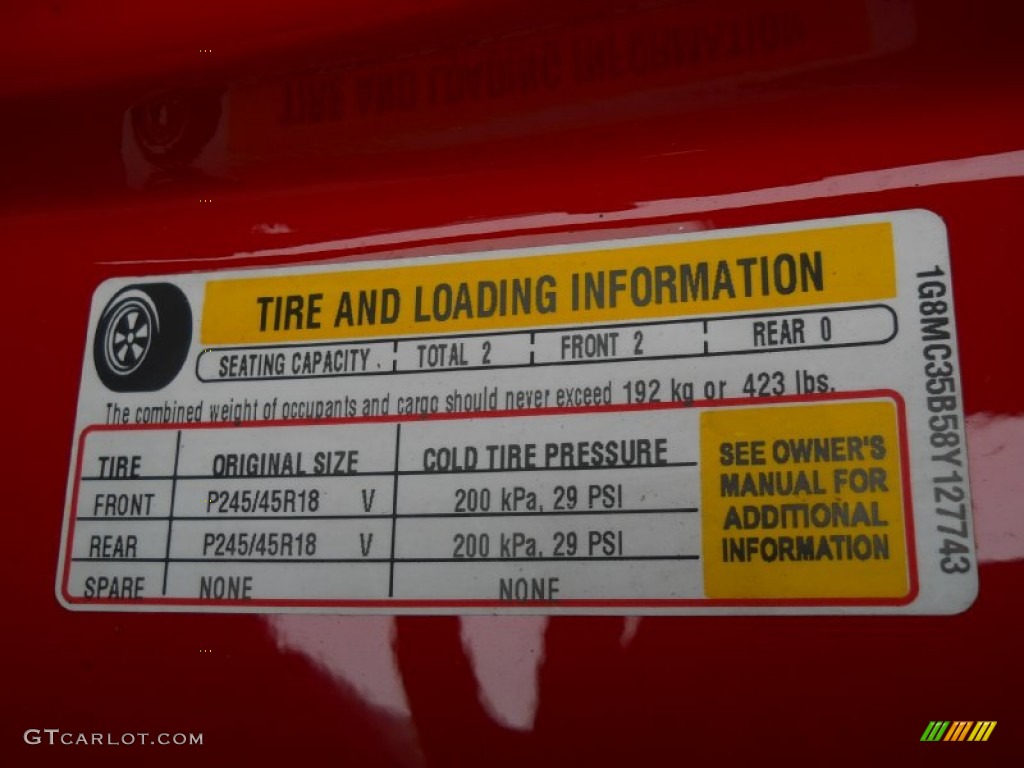 TIRE AND LOADING INFORMATION
SEATING CAPACITY TOTAL 2 FRONT 2 REAR 0
The combined weight of occupants and cargo should never exceed 192 kg or 423 lbs.
TIRE ORIGINAL SIZE COLD TIRE PRESSURE
FRONT P245/45R18 V 200 kPa, 29 PSI
REAR P245/45R18 V 200 kPa, 29 PSI
SPARE NONE NONE
SEE OWNER'S
MANUAL FOR
ADDITIONAL
INFORMATION
1G8MC35B58Y127743
GTCARLOT.COM